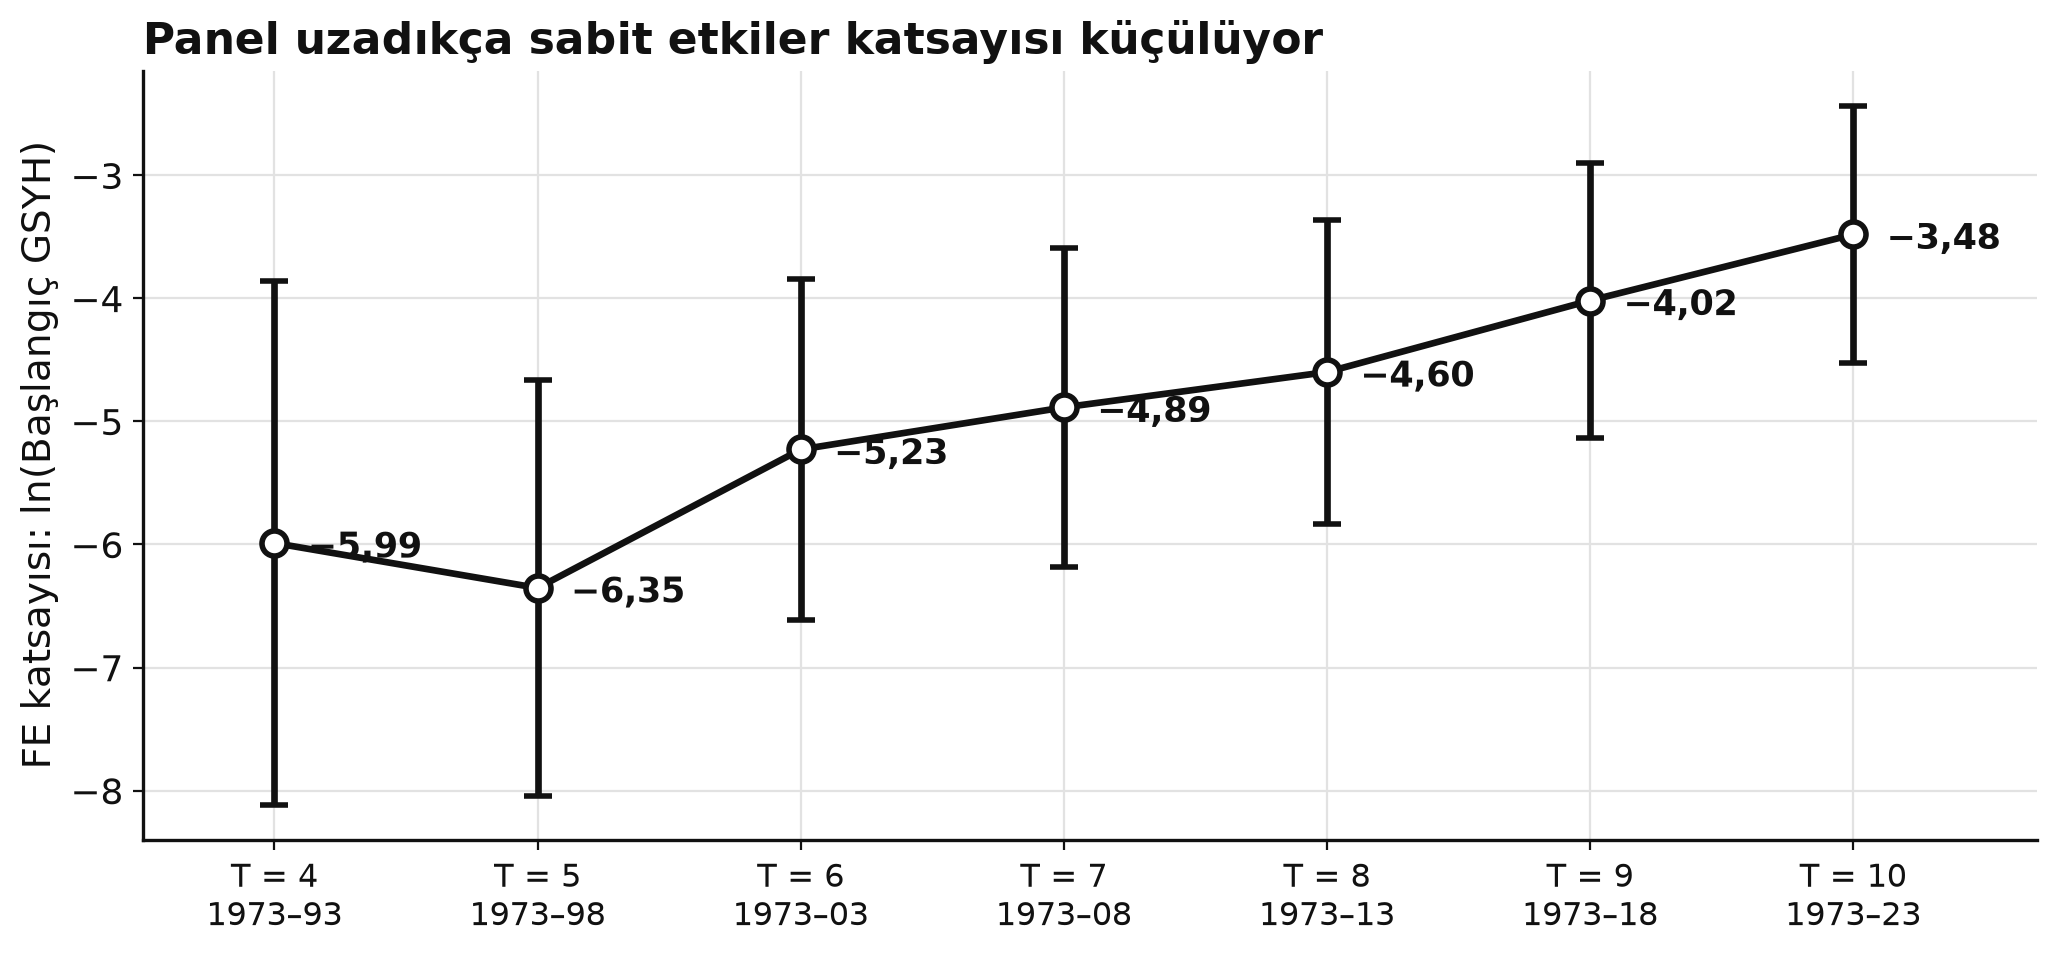 Panel uzadıkça sabit etkiler katsayısı küçülüyor
FE katsayısı: ln(Başlangıç GSYH)
−3
−4
−5
−6
−7
−8
−5,99
−6,35
−5,23
−4,89
−4,60
−4,02
−3,48
T = 4
1973–93
T = 5
1973–98
T = 6
1973–03
T = 7
1973–08
T = 8
1973–13
T = 9
1973–18
T = 10
1973–23